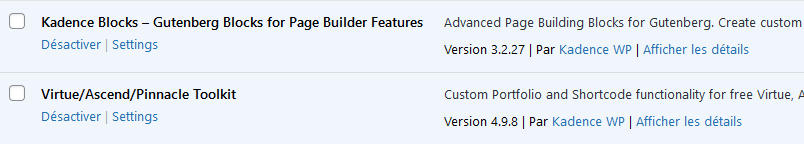 Kadence Blocks – Gutenberg Blocks for Page Builder Features
Désactiver | Settings
Advanced Page Building Blocks for Gutenberg. Create custom
Version 3.2.27 | Par Kadence WP | Afficher les détails
Virtue/Ascend/Pinnacle Toolkit
Désactiver | Settings
Custom Portfolio and Shortcode functionality for free Virtue, A
Version 4.9.8 | Par Kadence WP | Afficher les détails